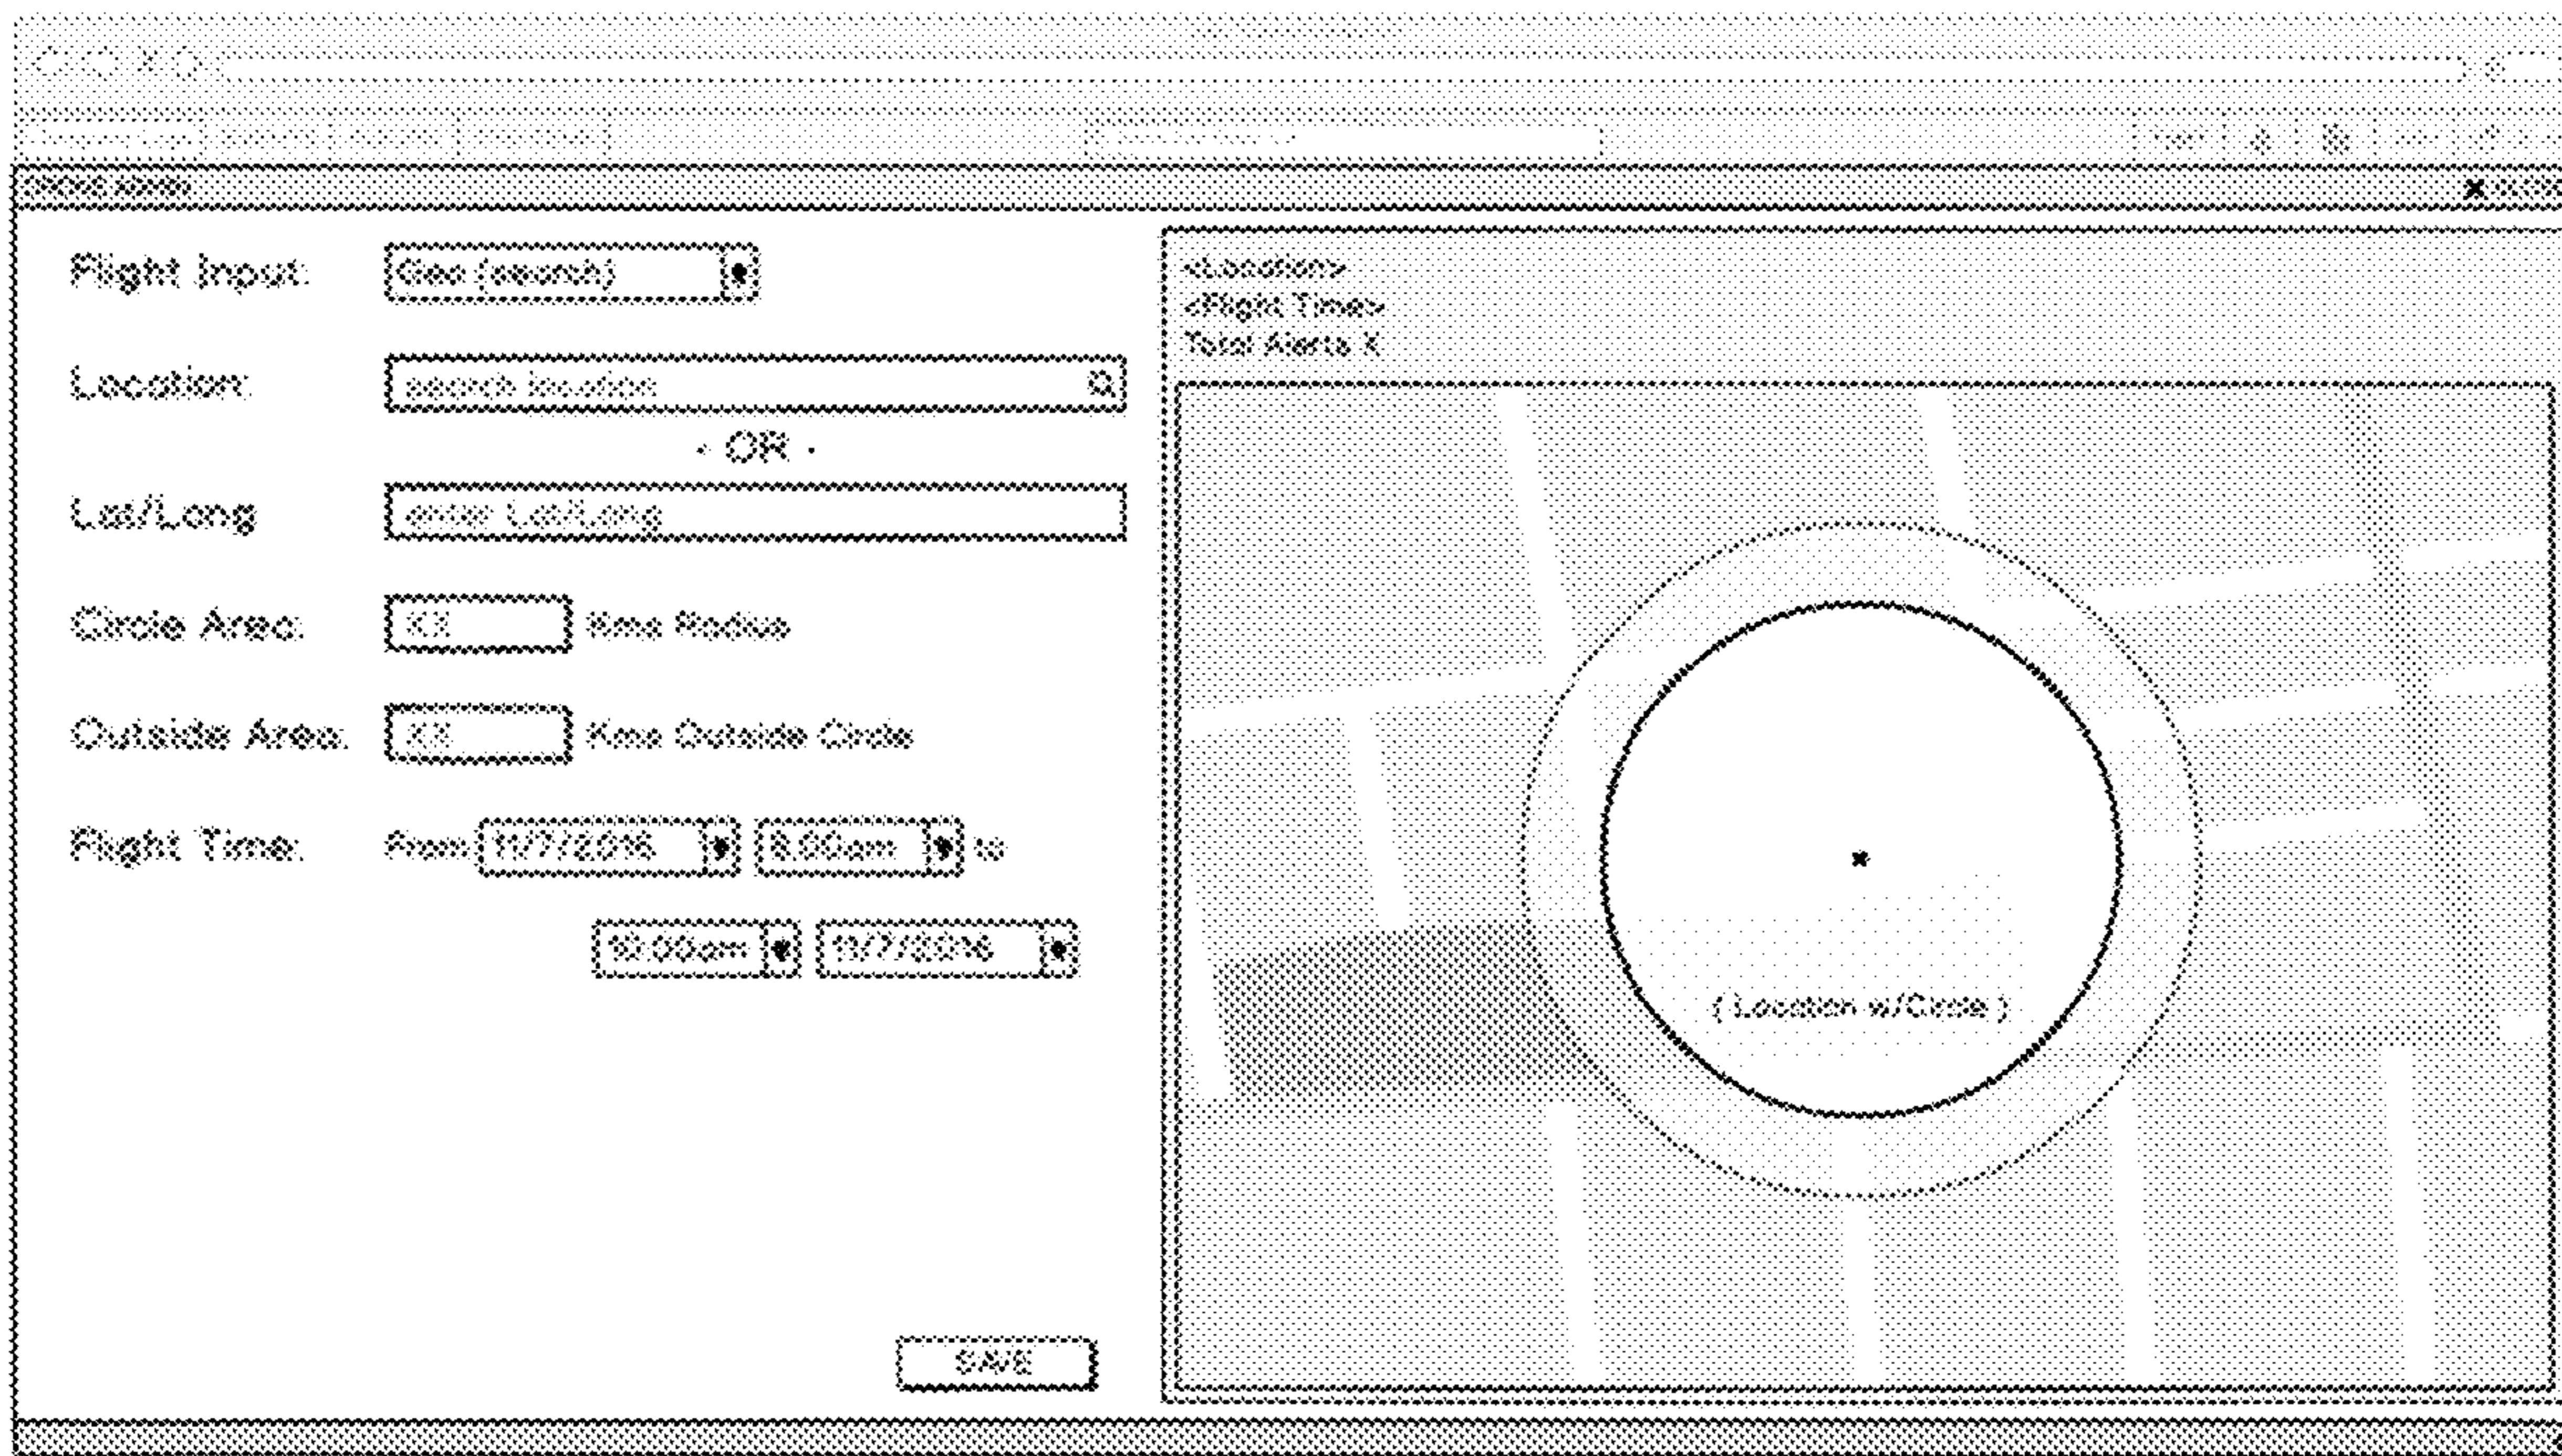 ADMIN
Flight Input: Geo (search)
Location: search location
- OR -
Lat/Long enter Lat/Long
Circle Area: XX Kms Radius
Outside Area: XX Kms Outside Circle
Flight Time: From 11/7/2016 8:00am to
10:00am 11/7/2016
SAVE
X CLOSE
<Location>
<Flight Time>
Total Alerts X
( Location w/Circle )